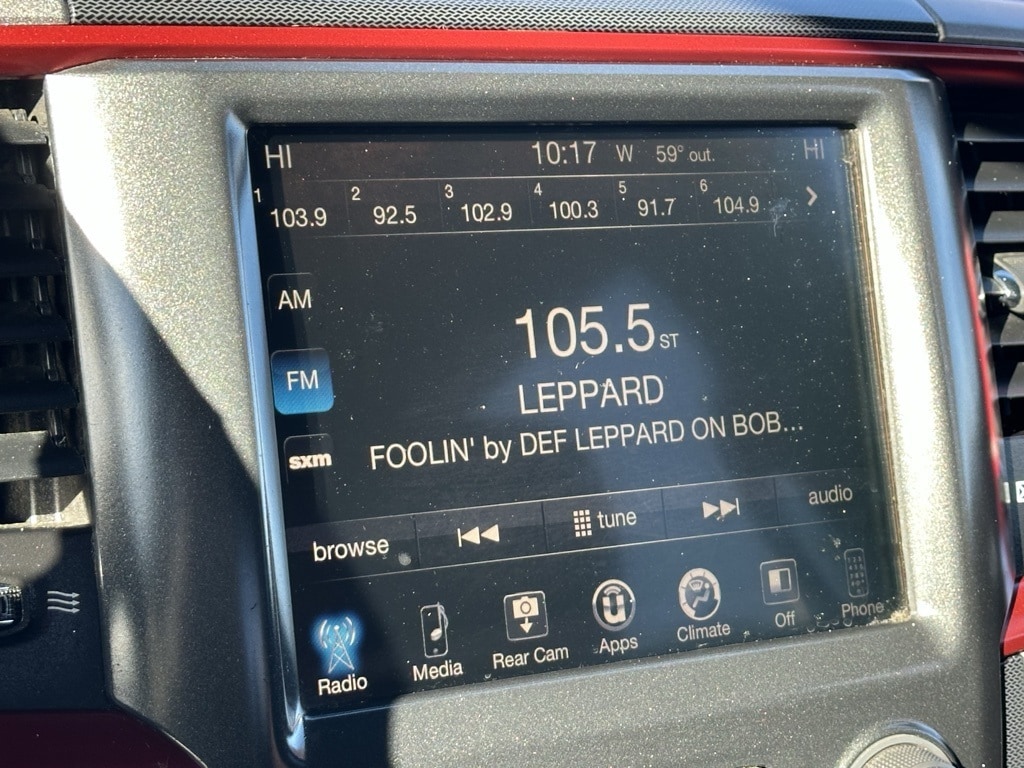 HI 10:17 W 59° out. HI
1 103.9 2 92.5 3 102.9 4 100.3 5 91.7 6 104.9
AM
105.5 ST
FM
LEPPARD
FOOLIN' by DEF LEPPARD ON BOB...
sxm
browse tune audio
Radio Media Rear Cam Apps Climate Off Phone